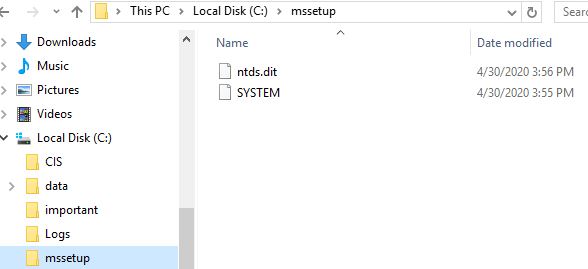 This PC > Local Disk (C:) > mssetup
Searc
Downloads
Music
Pictures
Videos
Local Disk (C:)
CIS
data
important
Logs
mssetup
Name
Date modified
ntds.dit
4/30/2020 3:56 PM
SYSTEM
4/30/2020 3:55 PM